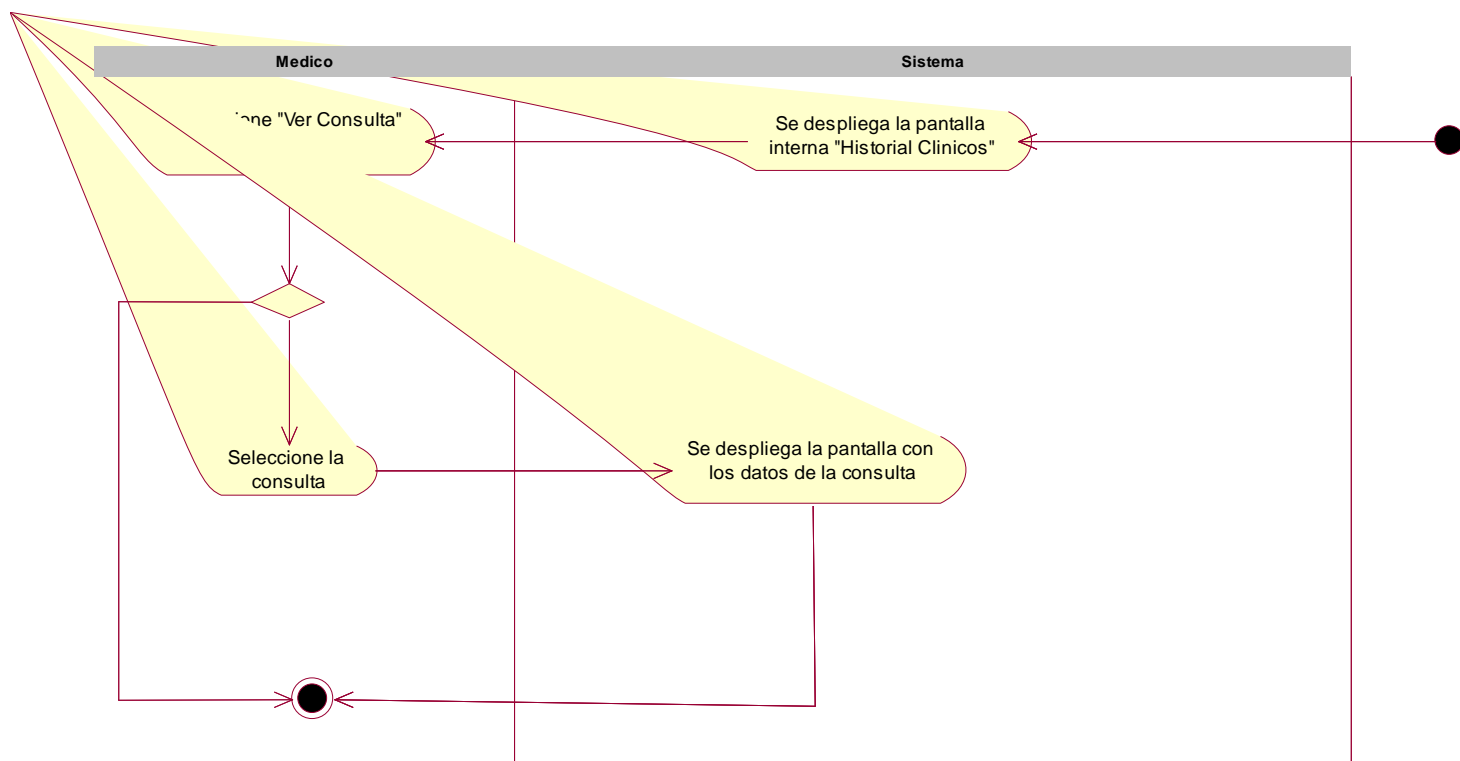 Medico
Sistema
"Ver Consulta"
Se despliega la pantalla
interna "Historial Clinicos"
Seleccione la
consulta
Se despliega la pantalla con
los datos de la consulta